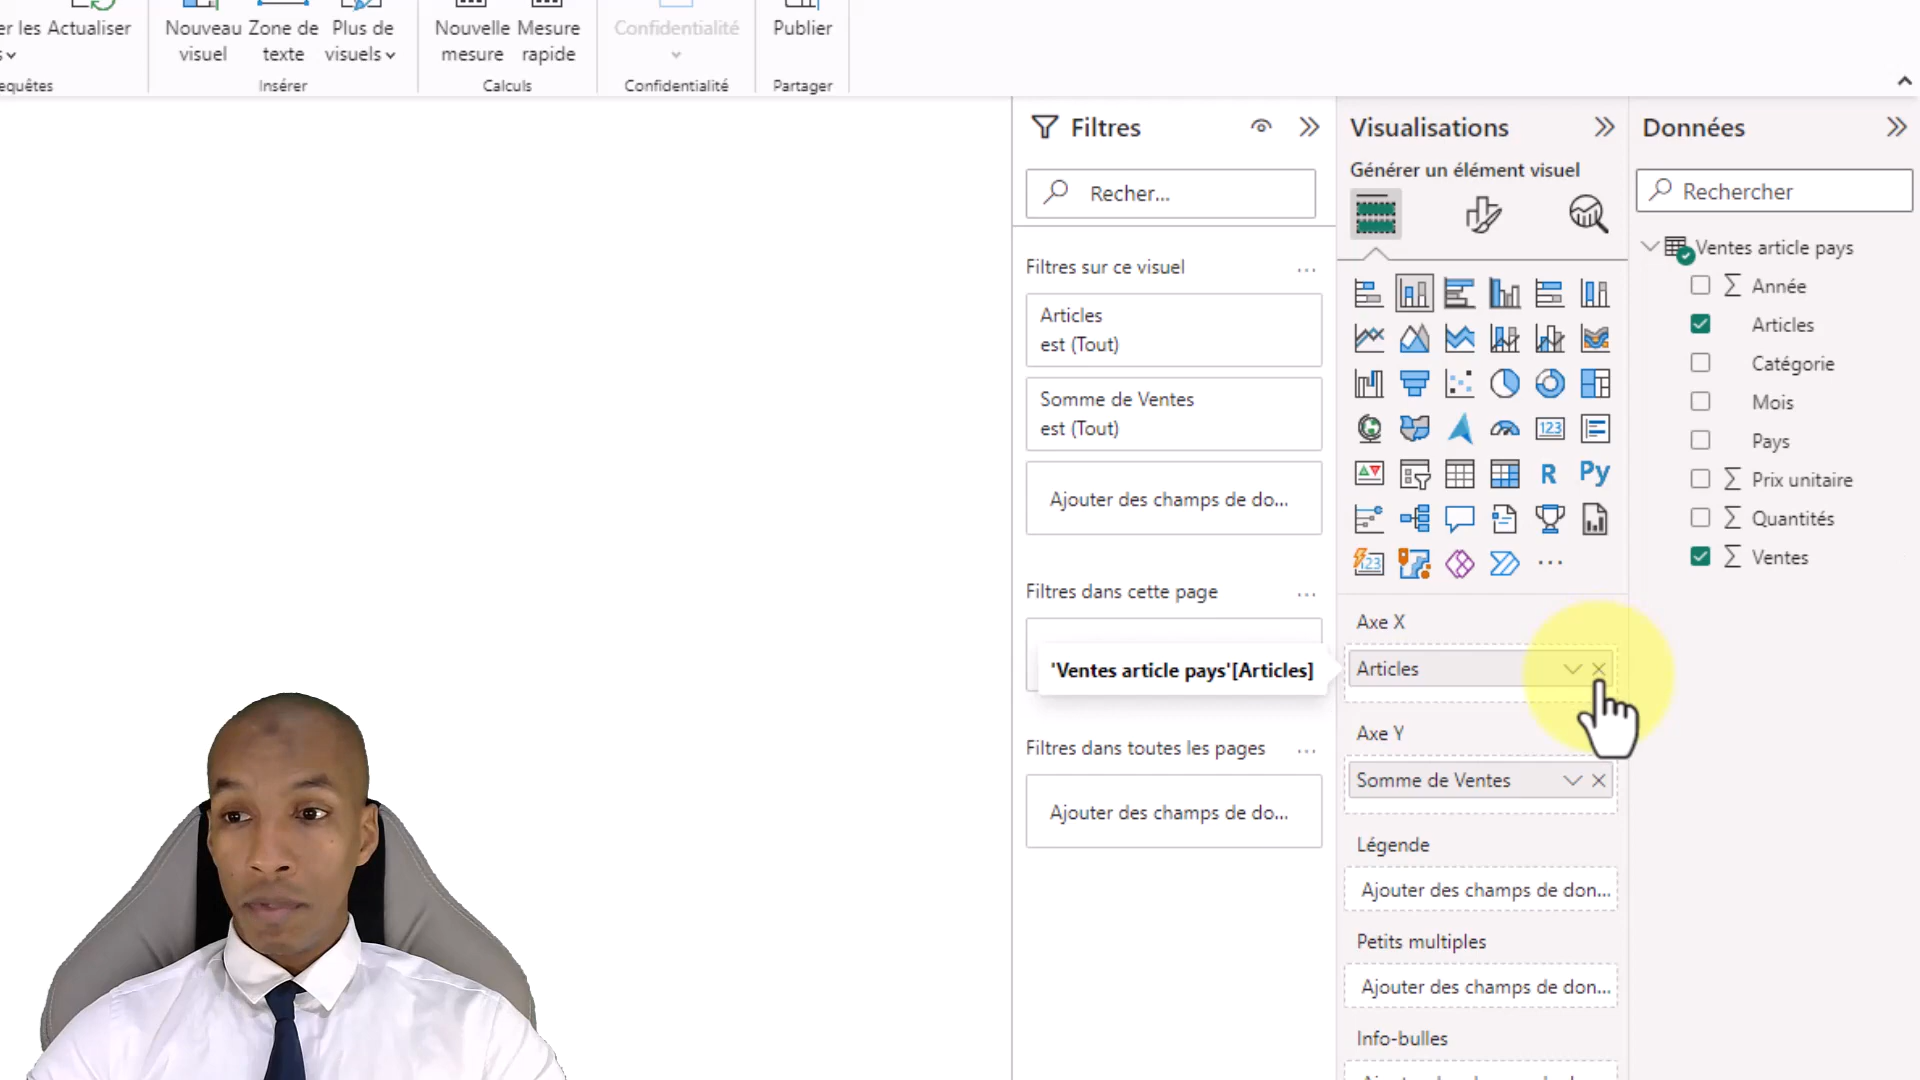 er les
Actualiser
s
equêtes
Nouveau
visuel
Zone de
texte
Plus de
visuels
Insérer
Nouvelle
mesure
Mesure
rapide
Calculs
Confidentialité
Confidentialité
Publier
Partager
Filtres
Recher...
Filtres sur ce visuel
...
Articles
est (Tout)
Somme de Ventes
est (Tout)
Ajouter des champs de do...
Filtres dans cette page
...
'Ventes article pays'[Articles]
Filtres dans toutes les pages
...
Ajouter des champs de do...
Visualisations
Générer un élément visuel
123
R
Py
123
...
Axe X
Articles
Axe Y
Somme de Ventes
Légende
Ajouter des champs de don...
Petits multiples
Ajouter des champs de don...
Info-bulles
Données
Rechercher
Ventes article pays
∑ Année
Articles
Catégorie
Mois
Pays
∑ Prix unitaire
∑ Quantités
∑ Ventes